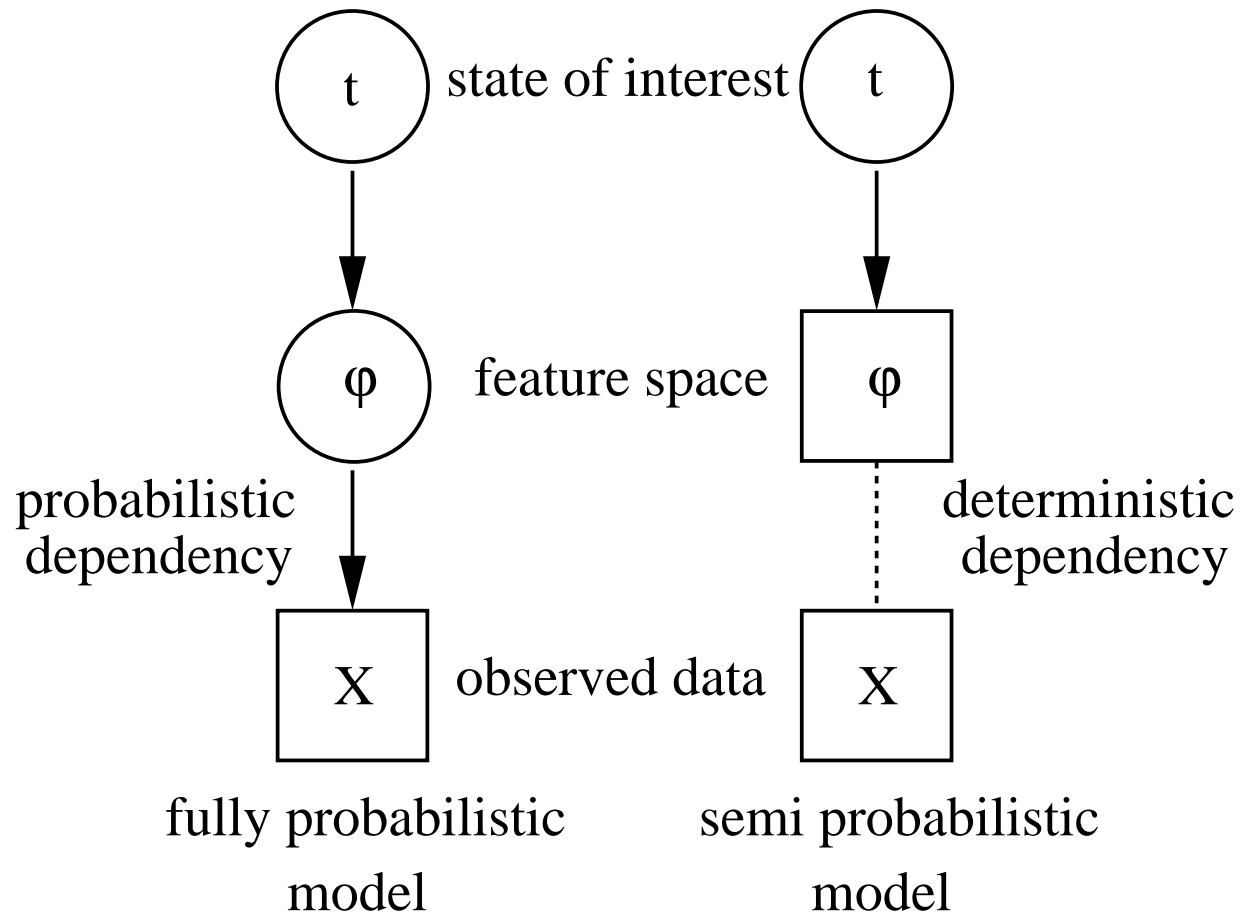 t
state of interest
t
φ
feature space
φ
probabilistic
dependency
deterministic
dependency
X
observed data
X
fully probabilistic
model
semi probabilistic
model